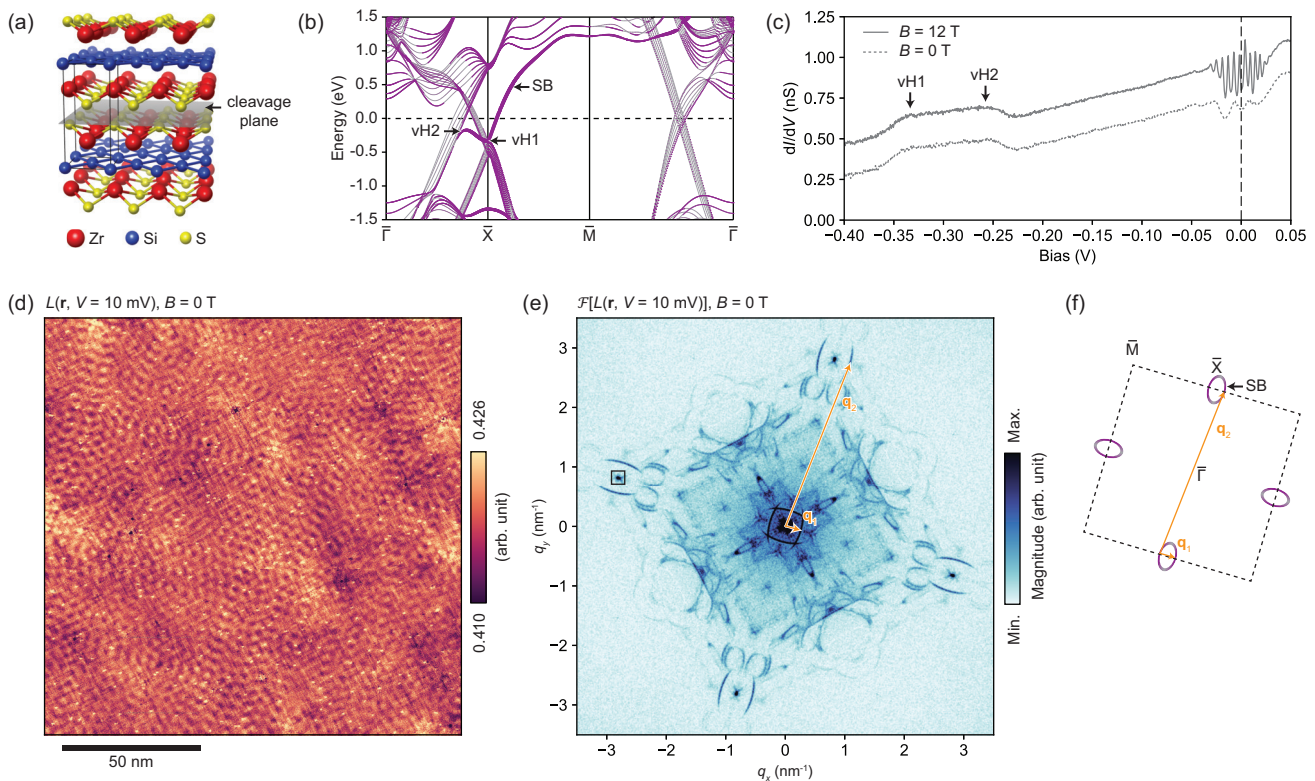 (a)
cleavage
plane
Zr Si S
(b)
Energy (eV)
1.5
1.0
0.5
0.0
-0.5
-1.0
-1.5
SB
vH2
vH1
Γ̅ X̅ M̅ Γ̅
(c)
dI/dV (nS)
1.25
1.00
0.75
0.50
0.25
0.00
B = 12 T
B = 0 T
vH1
vH2
−0.40 −0.35 −0.30 −0.25 −0.20 −0.15 −0.10 −0.05 0.00 0.05
Bias (V)
(d)
L(r, V = 10 mV), B = 0 T
0.426
(arb. unit)
0.410
50 nm
(e)
ℱ[L(r, V = 10 mV)], B = 0 T
3
2
1
0
−1
−2
−3
q_y (nm⁻¹)
q₂
q₁
−3 −2 −1 0 1 2 3
q_x (nm⁻¹)
Max.
Magnitude (arb. unit)
Min.
(f)
M̅
X̅
SB
q₂
Γ̅
q₁